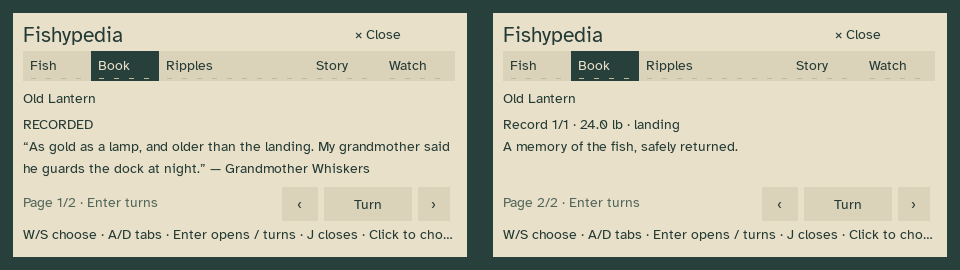 Fishypedia
× Close
Fish Book Ripples Story Watch
Old Lantern
RECORDED
“As gold as a lamp, and older than the landing. My grandmother said
he guards the dock at night.” — Grandmother Whiskers
Page 1/2 · Enter turns
‹ Turn ›
W/S choose · A/D tabs · Enter opens / turns · J closes · Click to cho...
Fishypedia
× Close
Fish Book Ripples Story Watch
Old Lantern
Record 1/1 · 24.0 lb · landing
A memory of the fish, safely returned.
Page 2/2 · Enter turns
‹ Turn ›
W/S choose · A/D tabs · Enter opens / turns · J closes · Click to cho...